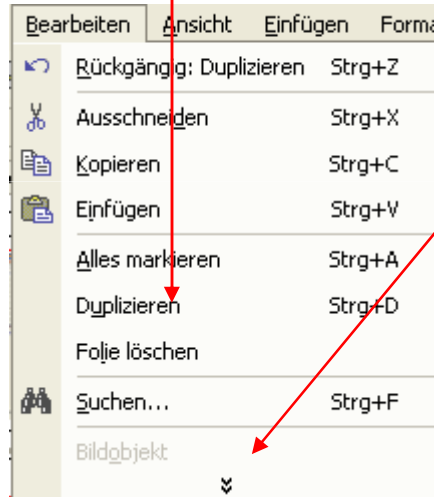 Bearbeiten Ansicht Einfügen Forma
Rückgängig: Duplizieren Strg+Z
Ausschneiden Strg+X
Kopieren Strg+C
Einfügen Strg+V
Alles markieren Strg+A
Duplizieren Strg+D
Folie löschen
Suchen... Strg+F
Bildobjekt